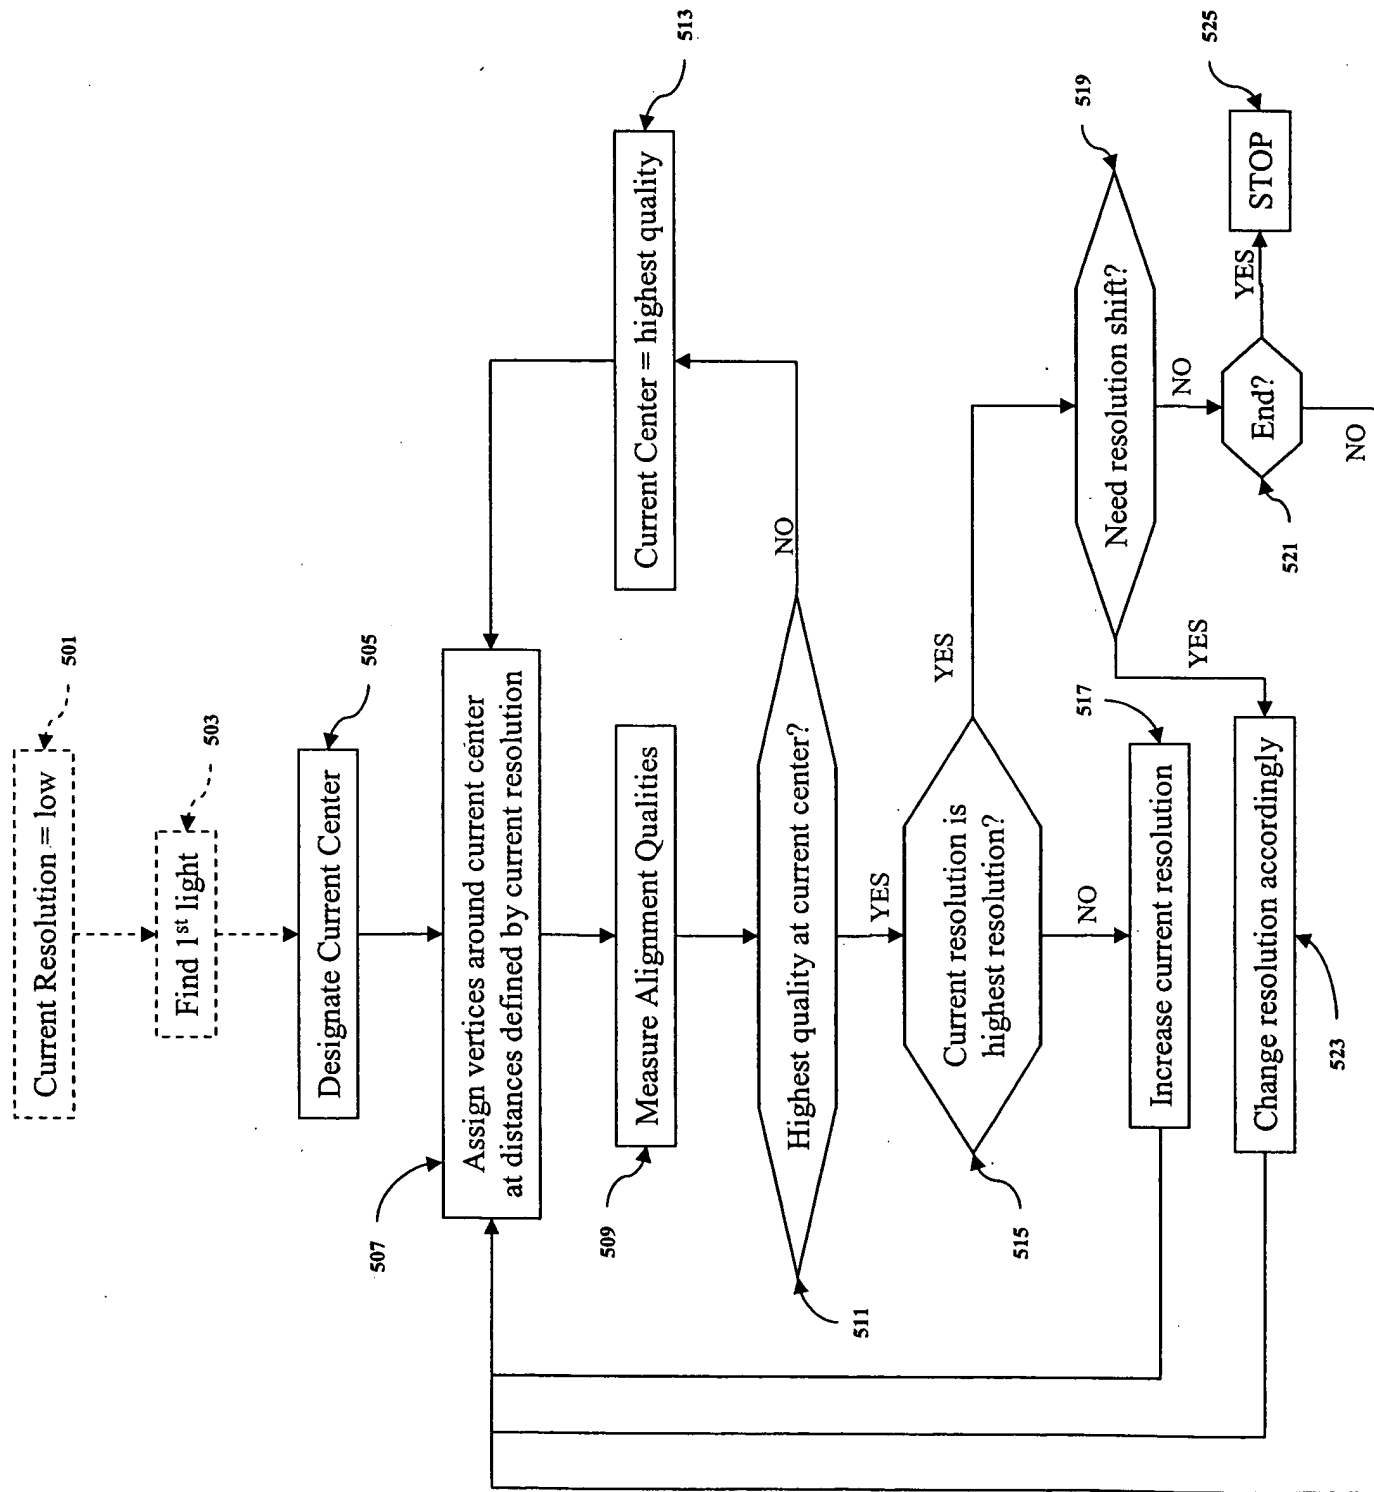 Current Resolution = low
501
Find 1st light
503
Designate Current Center
505
Assign vertices around current center
at distances defined by current resolution
507
Measure Alignment Qualities
509
Current Center = highest quality
513
Highest quality at current center?
511
NO
YES
Current resolution is
highest resolution?
515
YES
NO
Need resolution shift?
519
YES
NO
Increase current resolution
517
End?
521
YES
STOP
525
NO
Change resolution accordingly
523